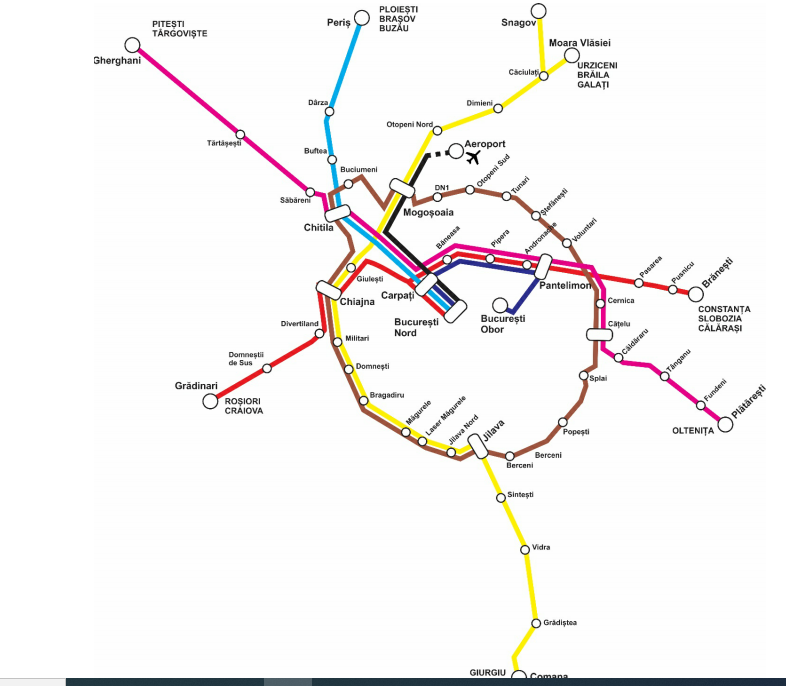 Snagov
PITEȘTI
TÂRGOVIȘTE
Periș
PLOIEȘTI
BRAȘOV
BUZĂU
Moara Vlăsiei
Gherghani
Căciulați
URZICENI
BRĂILA
GALAȚI
Dârza
Dimieni
Otopeni Nord
Tărtășești
Aeroport
Buftea
Buciumeni
Otopeni Sud
DN1
Tunari
Săbăreni
Mogoșoaia
Ștefănești
Chitila
Băneasa
Pipera
Andronache
Voluntari
Giulești
Pasarea
Pusnicu
Brănești
Chiajna
Carpați
Pantelimon
Cernica
CONSTANȚA
SLOBOZIA
CĂLĂRAȘI
București
Nord
București
Obor
Divertiland
Militari
Cățelu
Căldăraru
Domneștii
de Sus
Domnești
Tânganu
Grădinari
Splai
Fundeni
Plătărești
ROȘIORI
CRAIOVA
Bragadiru
Măgurele
Laser Măgurele
Jilava Nord
Jilava
Popești
OLTENIȚA
Berceni
Berceni
Sintești
Vidra
Grădiștea
GIURGIU
Comana